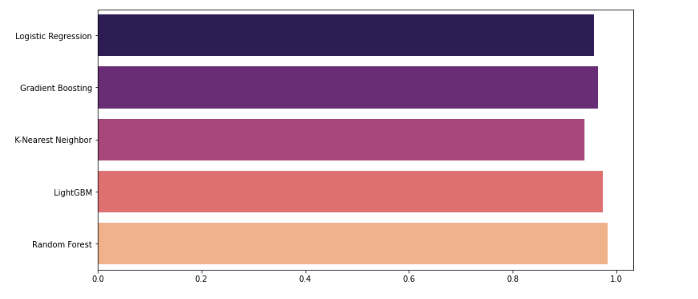 Logistic Regression
Gradient Boosting
K-Nearest Neighbor
LightGBM
Random Forest
0.0 0.2 0.4 0.6 0.8 1.0